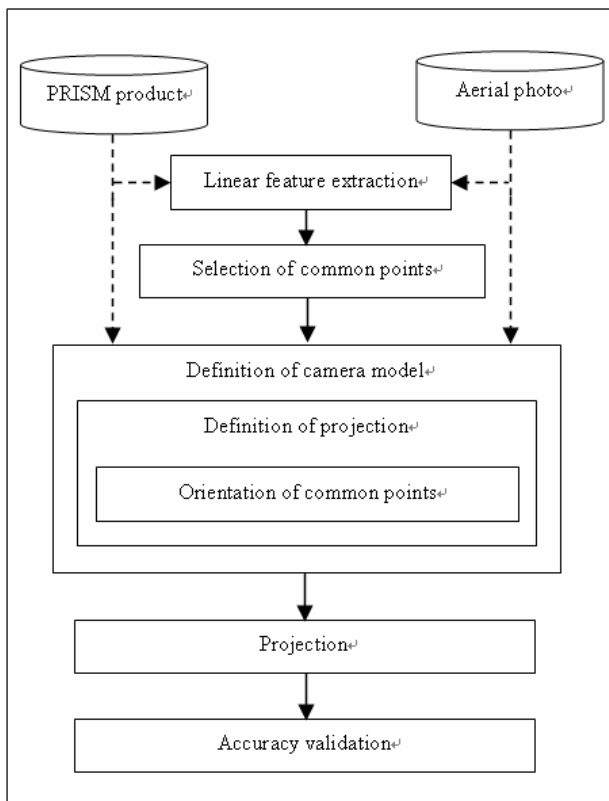 PRISM product↵
Aerial photo↵
Linear feature extraction↵
Selection of common points↵
Definition of camera model↵
Definition of projection↵
Orientation of common points↵
Projection↵
Accuracy validation↵